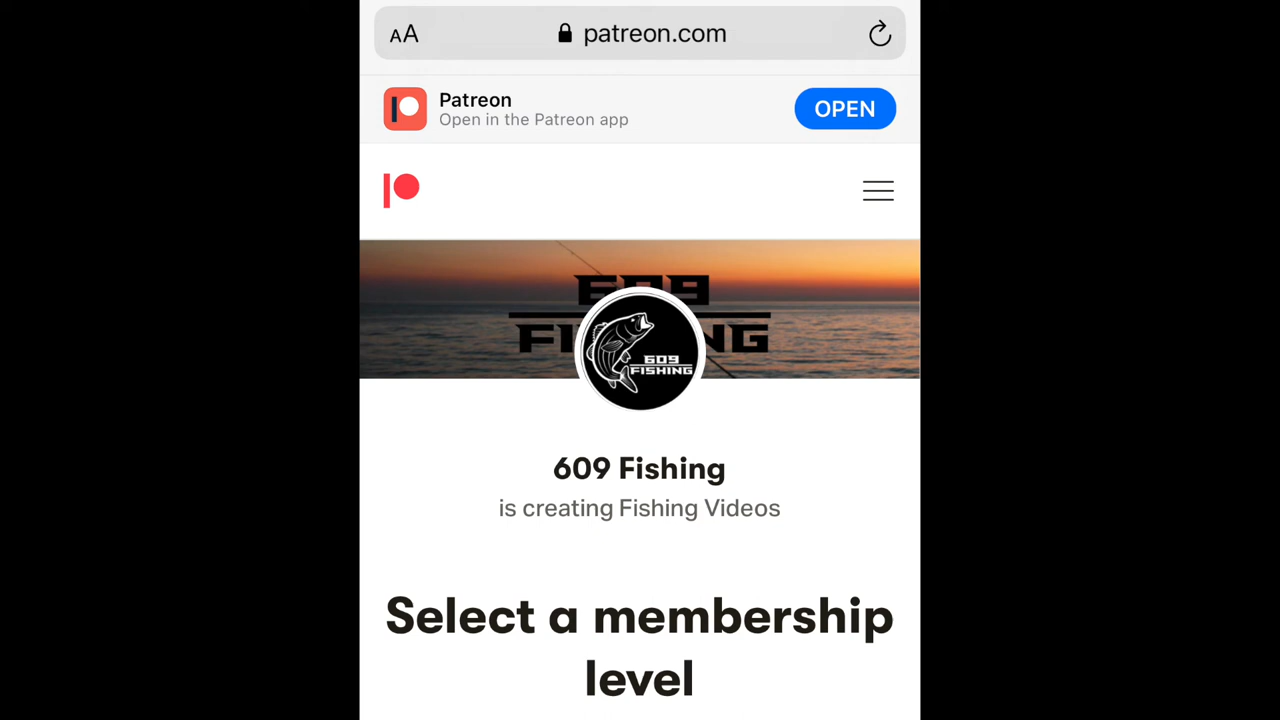 AA patreon.com
Patreon
Open in the Patreon app
OPEN
609
FISHING
609
FISHING
609 Fishing
is creating Fishing Videos
Select a membership
level